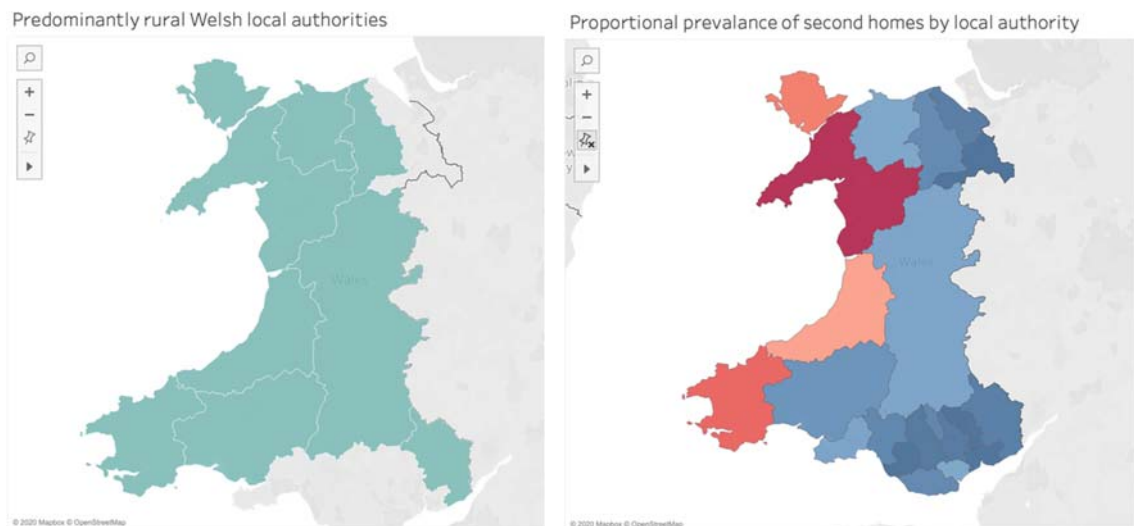 Predominantly rural Welsh local authorities
Proportional prevalance of second homes by local authority
Wales
Wales
© 2020 Mapbox © OpenStreetMap
© 2020 Mapbox © OpenStreetMap